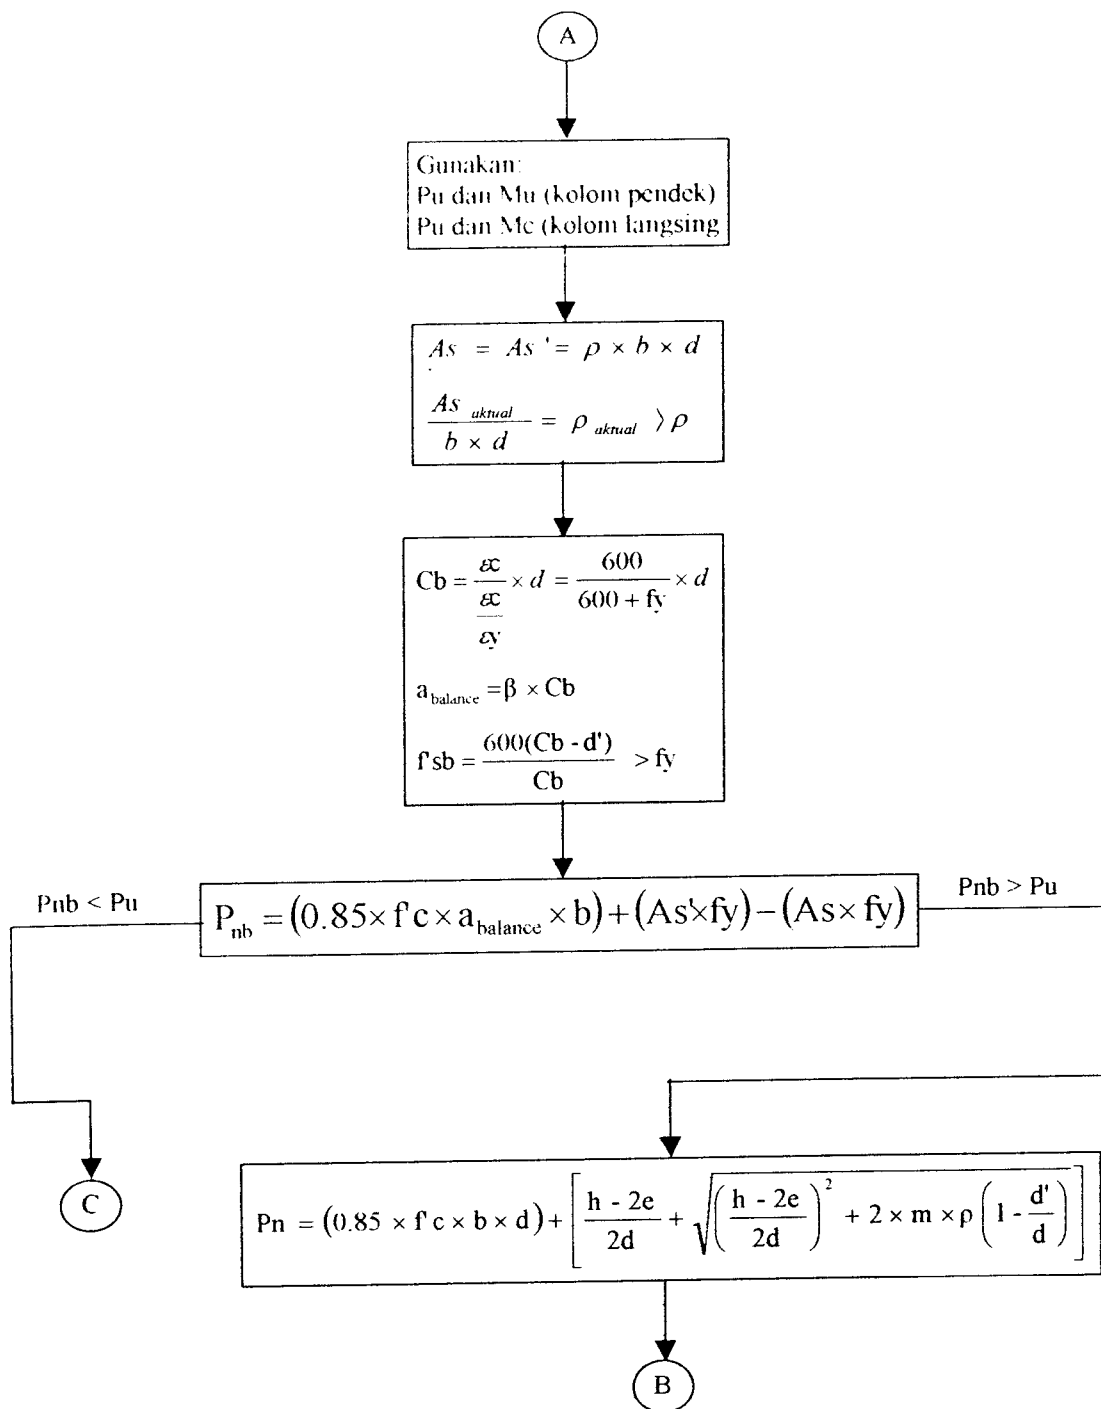 A
Gunakan:
Pu dan Mu (kolom pendek)
Pu dan Mc (kolom langsing
As = As ' = ρ × b × d
As aktual / b × d = ρ aktual 〉ρ
Cb = εc / (εc / εy) × d = 600 / (600 + fy) × d
a balance = β × Cb
f'sb = 600(Cb - d') / Cb > fy
Pnb < Pu
Pnb > Pu
P nb = (0.85 × f'c × a balance × b) + (As' × fy) − (As × fy)
C
Pn = (0.85 × f'c × b × d) + [ (h - 2e) / 2d + √( ( (h - 2e) / 2d )² + 2 × m × ρ (1 - d'/d) ) ]
B